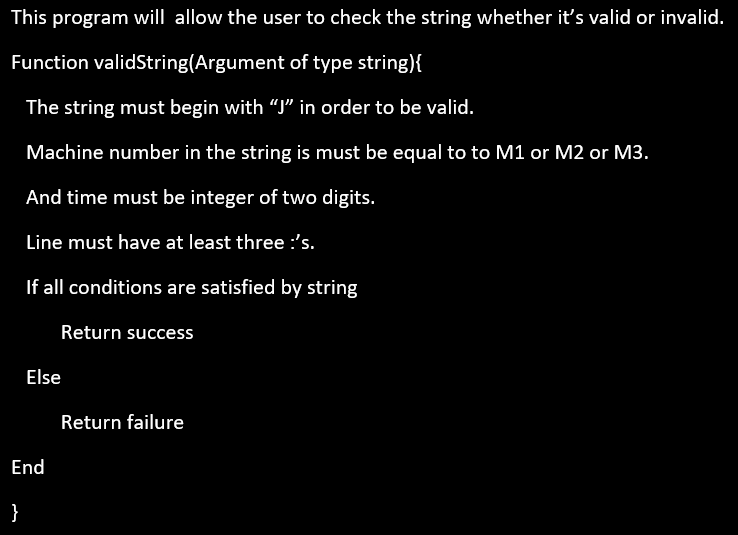 This program will  allow the user to check the string whether it’s valid or invalid.
Function validString(Argument of type string){
The string must begin with “J” in order to be valid.
Machine number in the string is must be equal to to M1 or M2 or M3.
And time must be integer of two digits.
Line must have at least three :’s.
If all conditions are satisfied by string
Return success
Else
Return failure
End
}